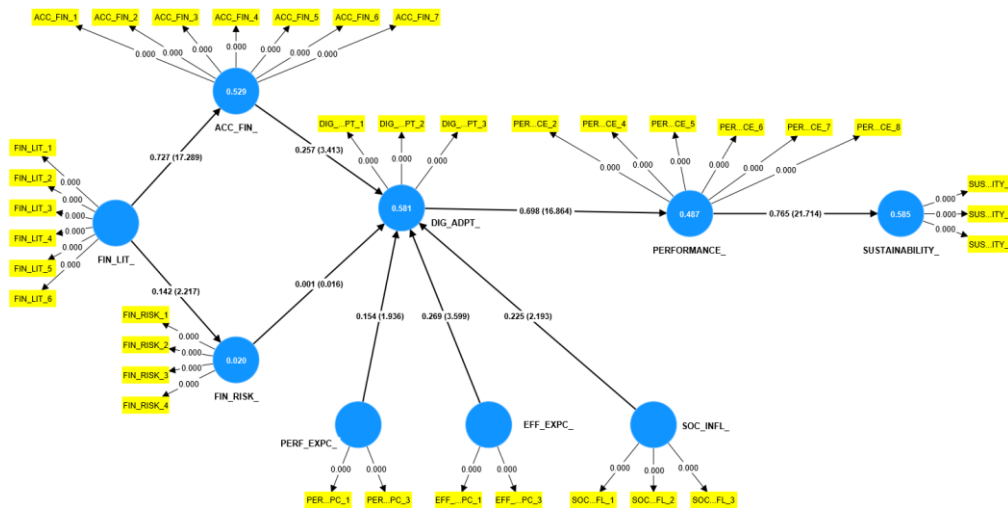 ACC_FIN_1 ACC_FIN_2 ACC_FIN_3 ACC_FIN_4 ACC_FIN_5 ACC_FIN_6 ACC_FIN_7
0.000 0.000 0.000 0.000 0.000 0.000 0.000
0.529
ACC_FIN_
DIG_...PT_1 DIG_...PT_2 DIG_...PT_3
PER...CE_2 PER...CE_4 PER...CE_5 PER...CE_6 PER...CE_7 PER...CE_8
0.727 (17.289)
0.257 (3.413)
0.000 0.000 0.000
0.000 0.000 0.000 0.000 0.000 0.000
FIN_LIT_1
FIN_LIT_2
FIN_LIT_3
FIN_LIT_4
FIN_LIT_5
FIN_LIT_6
0.000
0.000
0.000
0.000
0.000
0.000
FIN_LIT_
0.581
DIG_ADPT_
0.698 (16.864)
0.487
PERFORMANCE_
0.765 (21.714)
0.585
SUSTAINABILITY_
SUS...ITY_
SUS...ITY_
SUS...ITY_
0.000
0.000
0.000
0.142 (2.217)
0.001 (0.016)
FIN_RISK_1
FIN_RISK_2
FIN_RISK_3
FIN_RISK_4
0.000
0.000
0.000
0.000
0.020
FIN_RISK_
0.154 (1.936)
0.269 (3.599)
0.225 (2.193)
PERF_EXPC_
EFF_EXPC_
SOC_INFL_
0.000 0.000
0.000 0.000
0.000 0.000 0.000
PER...PC_1 PER...PC_3
EFF_...PC_1 EFF_...PC_3
SOC...FL_1 SOC...FL_2 SOC...FL_3